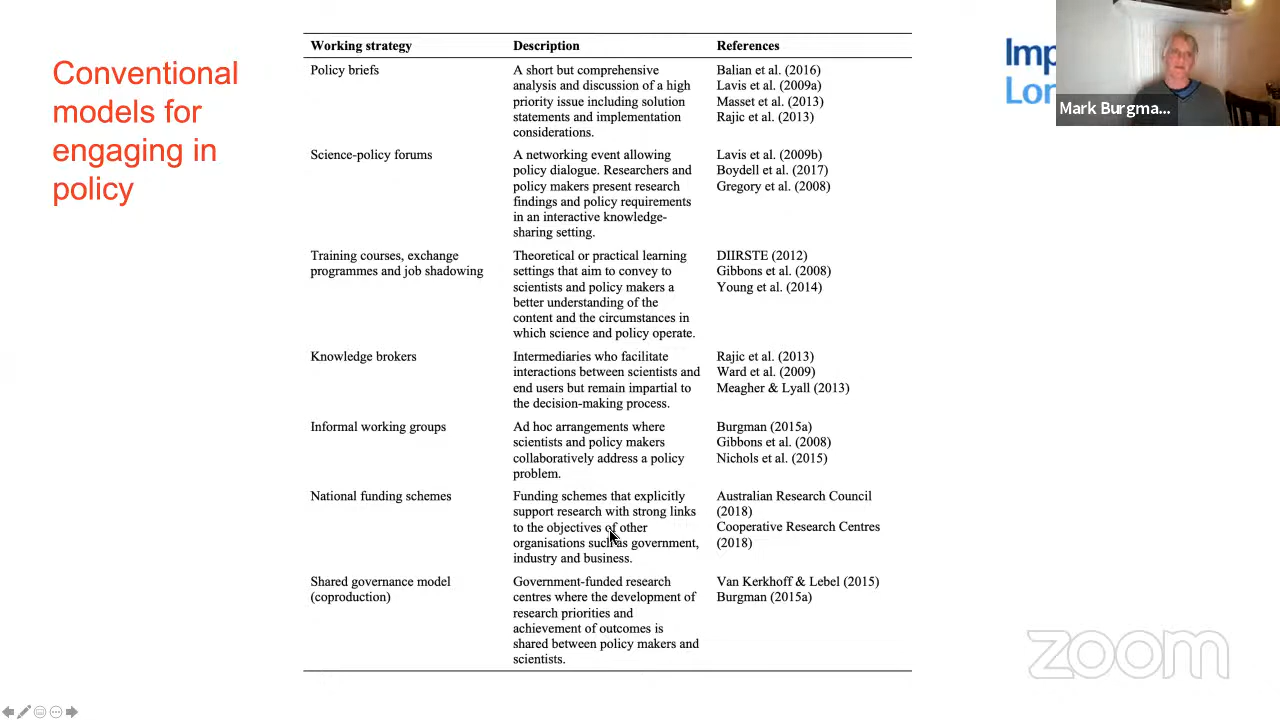 Conventional
models for
engaging in
policy
Working strategy Description References
Policy briefs A short but comprehensive Balian et al. (2016)
analysis and discussion of a high Lavis et al. (2009a)
priority issue including solution Masset et al. (2013)
statements and implementation Rajic et al. (2013)
considerations.
Science-policy forums A networking event allowing Lavis et al. (2009b)
policy dialogue. Researchers and Boydell et al. (2017)
policy makers present research Gregory et al. (2008)
findings and policy requirements
in an interactive knowledge-
sharing setting.
Training courses, exchange Theoretical or practical learning DIIRSTE (2012)
programmes and job shadowing settings that aim to convey to Gibbons et al. (2008)
scientists and policy makers a Young et al. (2014)
better understanding of the
content and the circumstances in
which science and policy operate.
Knowledge brokers Intermediaries who facilitate Rajic et al. (2013)
interactions between scientists and Ward et al. (2009)
end users but remain impartial to Meagher & Lyall (2013)
the decision-making process.
Informal working groups Ad hoc arrangements where Burgman (2015a)
scientists and policy makers Gibbons et al. (2008)
collaboratively address a policy Nichols et al. (2015)
problem.
National funding schemes Funding schemes that explicitly Australian Research Council
support research with strong links (2018)
to the objectives of other Cooperative Research Centres
organisations such as government, (2018)
industry and business.
Shared governance model Government-funded research Van Kerkhoff & Lebel (2015)
(coproduction) centres where the development of Burgman (2015a)
research priorities and
achievement of outcomes is
shared between policy makers and
scientists.
Mark Burgma...
zoom